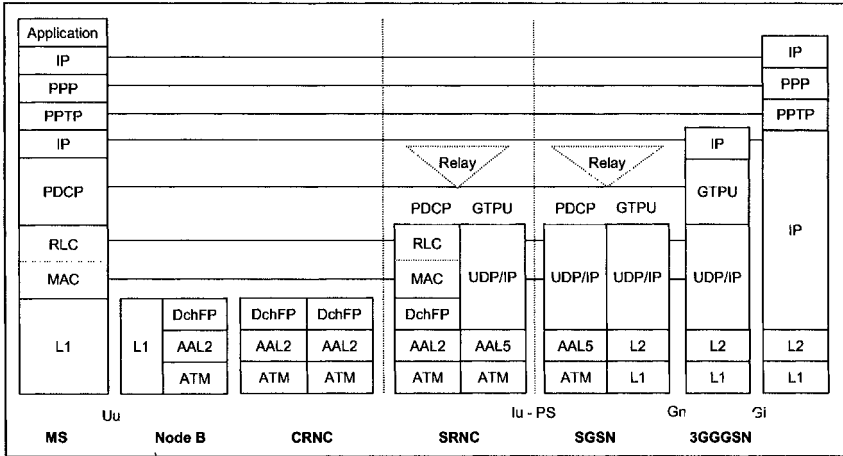 Application
IP
PPP
PPTP
IP
PDCP
RLC
MAC
L1
L1
DchFP
AAL2
ATM
DchFP
DchFP
AAL2
AAL2
ATM
ATM
Relay
PDCP
GTPU
RLC
MAC
DchFP
UDP/IP
AAL2
AAL5
ATM
ATM
Relay
PDCP
GTPU
UDP/IP
UDP/IP
AAL5
L2
ATM
L1
IP
GTPU
UDP/IP
L2
L1
IP
PPP
PPTP
IP
L2
L1
Uu
Iu - PS
Gn
Gi
MS
Node B
CRNC
SRNC
SGSN
3GGGSN